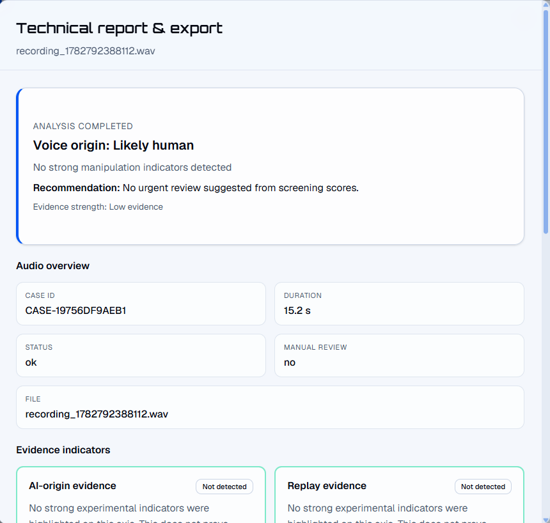 Technical report & export
recording_1782792388112.wav
ANALYSIS COMPLETED
Voice origin: Likely human
No strong manipulation indicators detected
Recommendation: No urgent review suggested from screening scores.
Evidence strength: Low evidence
Audio overview
CASE ID
CASE-19756DF9AEB1
DURATION
15.2 s
STATUS
ok
MANUAL REVIEW
no
FILE
recording_1782792388112.wav
Evidence indicators
AI-origin evidence
Not detected
No strong experimental indicators were
highlighted on this axis. This does not prove
Replay evidence
Not detected
No strong experimental indicators were
highlighted on this axis. This does not prove